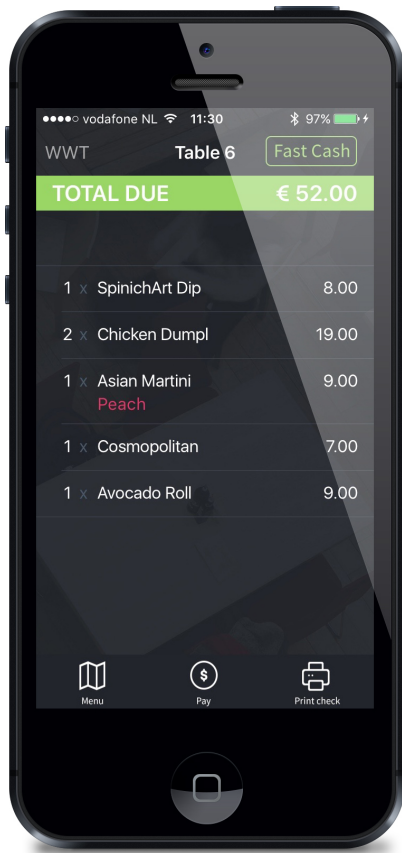 ●●●●○ vodafone NL 11:30 97%
WWT Table 6 Fast Cash
TOTAL DUE € 52.00
1 x SpinichArt Dip 8.00
2 x Chicken Dumpl 19.00
1 x Asian Martini 9.00
Peach
1 x Cosmopolitan 7.00
1 x Avocado Roll 9.00
$
Menu Pay Print check